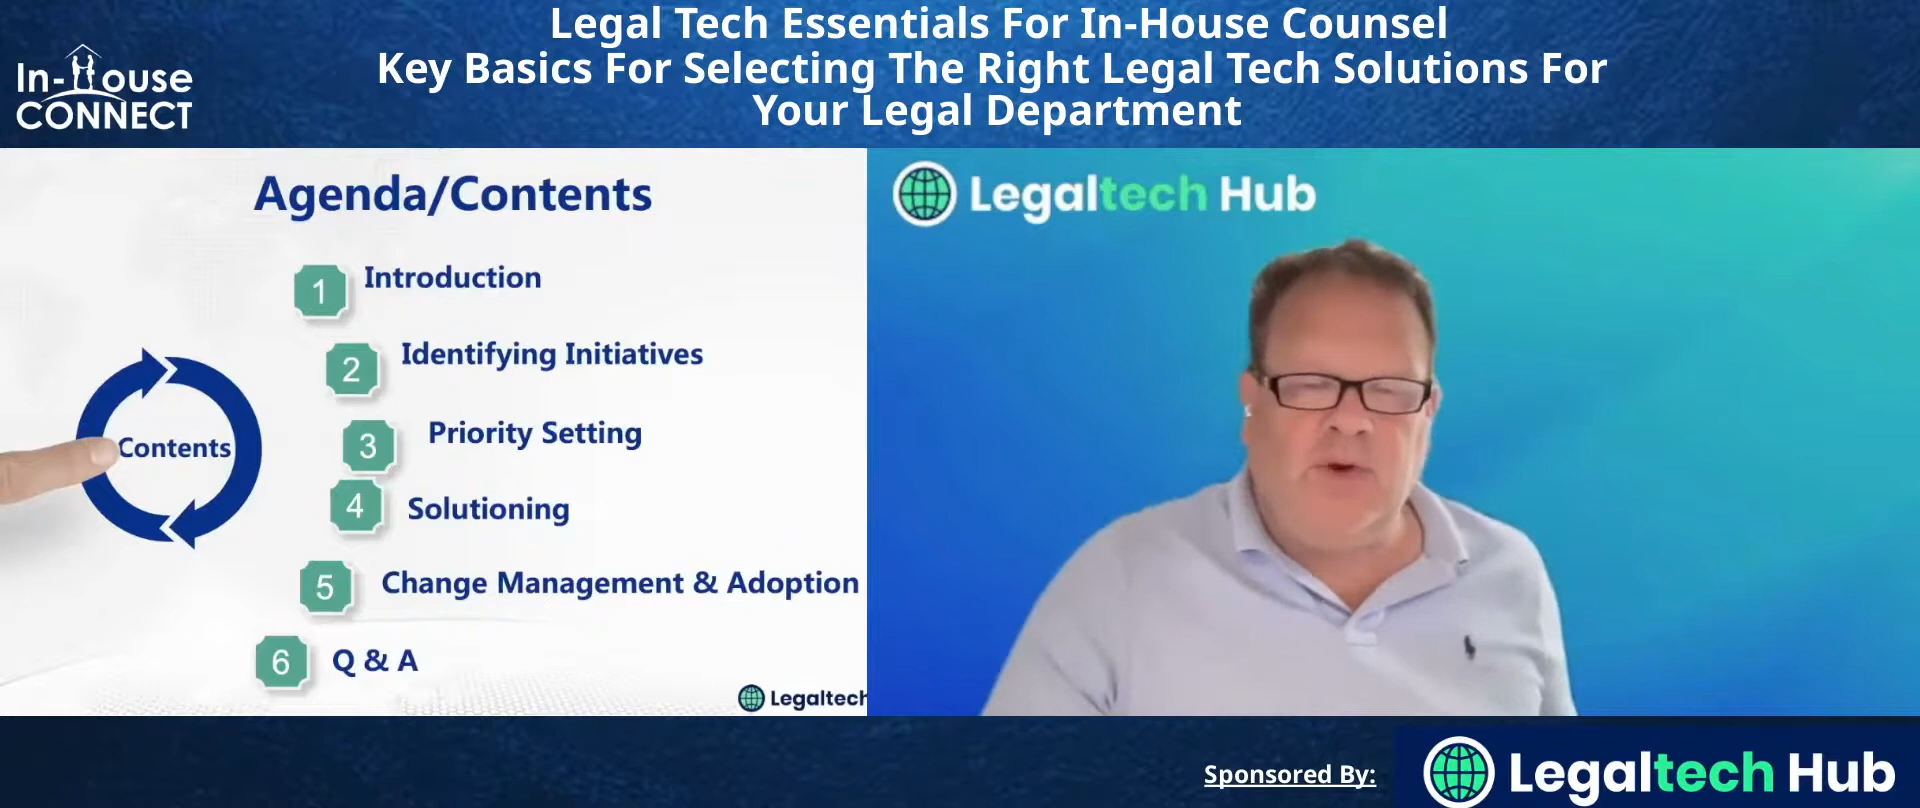 Legal Tech Essentials For In-House Counsel
Key Basics For Selecting The Right Legal Tech Solutions For
Your Legal Department
In-House
CONNECT
Agenda/Contents
1 Introduction
2 Identifying Initiatives
3 Priority Setting
Contents
4 Solutioning
5 Change Management & Adoption
6 Q & A
Legaltech
Legaltech Hub
Sponsored By:
Legaltech Hub